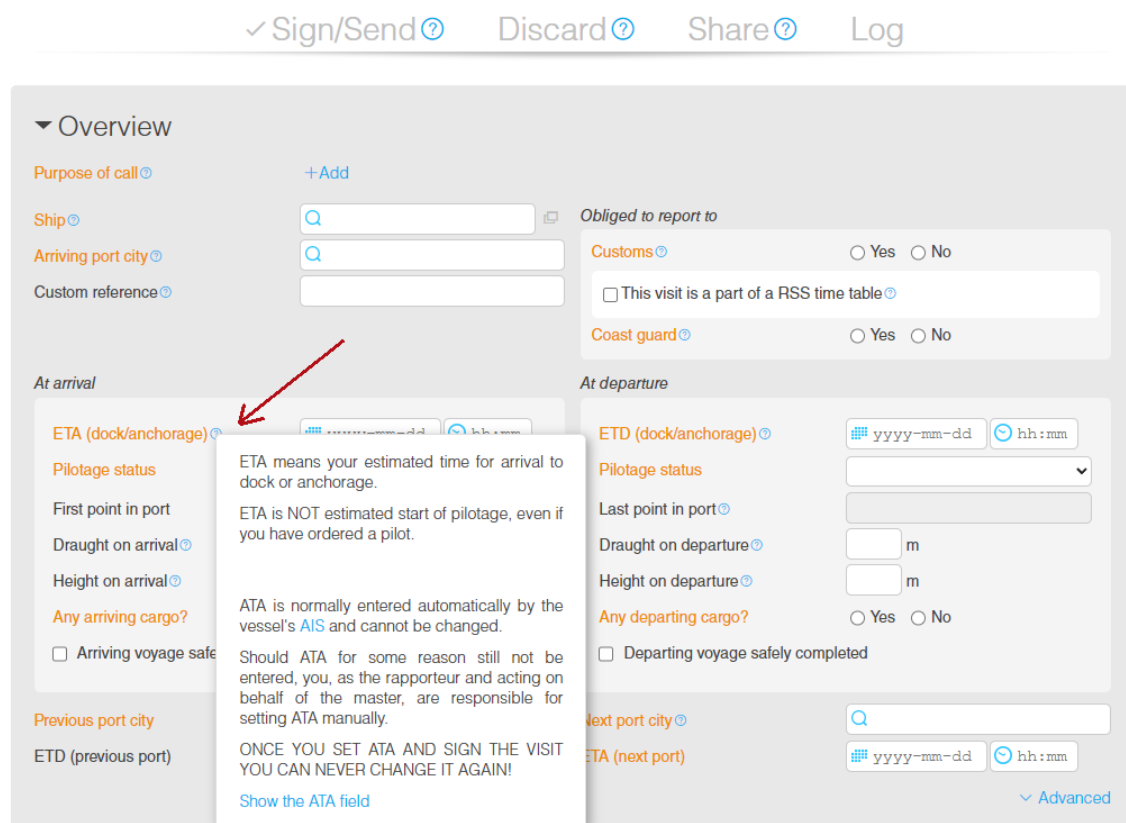 Sign/Send Discard Share Log
Overview
Purpose of call +Add
Ship
Arriving port city
Custom reference
Obliged to report to
Customs Yes No
This visit is a part of a RSS time table
Coast guard Yes No
At arrival
ETA (dock/anchorage) yyyy-mm-dd hh:mm
Pilotage status
First point in port
Draught on arrival
Height on arrival
Any arriving cargo?
Arriving voyage safe
ETA means your estimated time for arrival to
dock or anchorage.
ETA is NOT estimated start of pilotage, even if
you have ordered a pilot.
ATA is normally entered automatically by the
vessel's AIS and cannot be changed.
Should ATA for some reason still not be
entered, you, as the rapporteur and acting on
behalf of the master, are responsible for
setting ATA manually.
ONCE YOU SET ATA AND SIGN THE VISIT
YOU CAN NEVER CHANGE IT AGAIN!
Show the ATA field
At departure
ETD (dock/anchorage) yyyy-mm-dd hh:mm
Pilotage status
Last point in port
Draught on departure m
Height on departure m
Any departing cargo? Yes No
Departing voyage safely completed
Previous port city
ETD (previous port)
Next port city
ETA (next port) yyyy-mm-dd hh:mm
Advanced